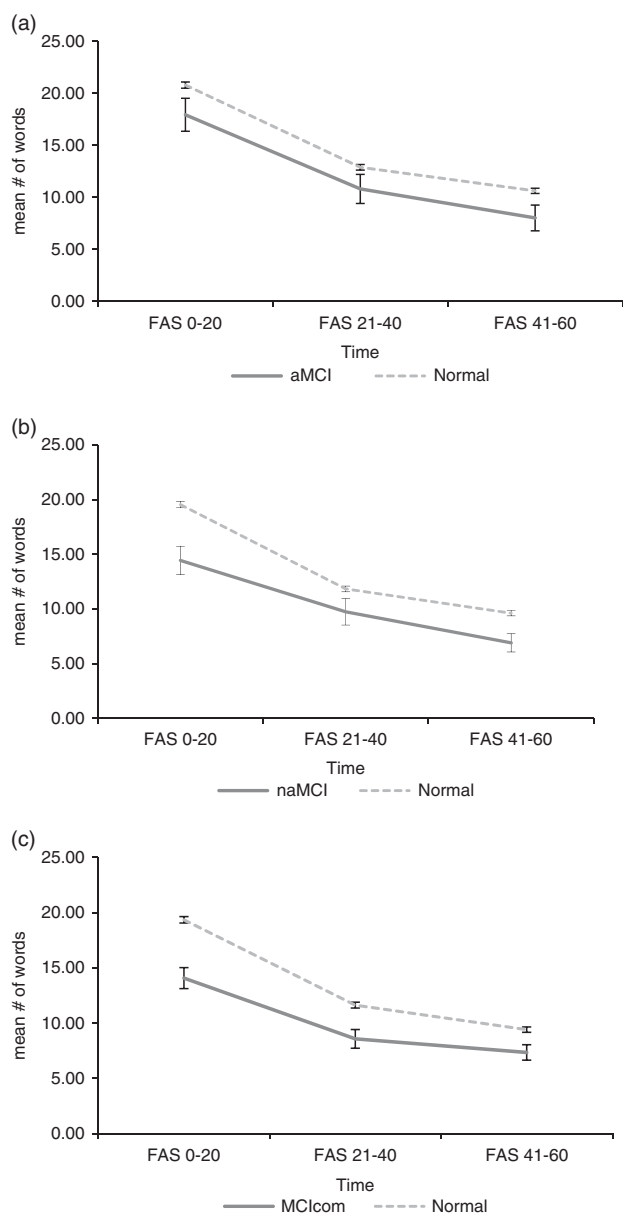 (a)
25.00
20.00
15.00
10.00
5.00
0.00
mean # of words
FAS 0-20 FAS 21-40 FAS 41-60
Time
aMCI Normal
(b)
25.00
20.00
15.00
10.00
5.00
0.00
mean # of words
FAS 0-20 FAS 21-40 FAS 41-60
Time
naMCI Normal
(c)
25.00
20.00
15.00
10.00
5.00
0.00
mean # of words
FAS 0-20 FAS 21-40 FAS 41-60
Time
MCIcom Normal